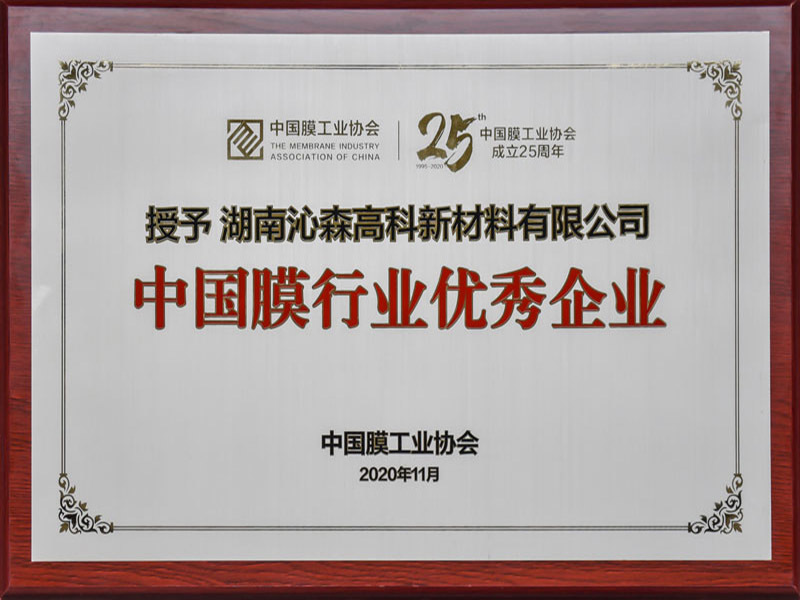 中国膜工业协会
THE MEMBRANE INDUSTRY
ASSOCIATION OF CHINA
25th
1995-2020
中国膜工业协会
成立25周年
授予 湖南沁森高科新材料有限公司
中国膜行业优秀企业
中国膜工业协会
2020年11月